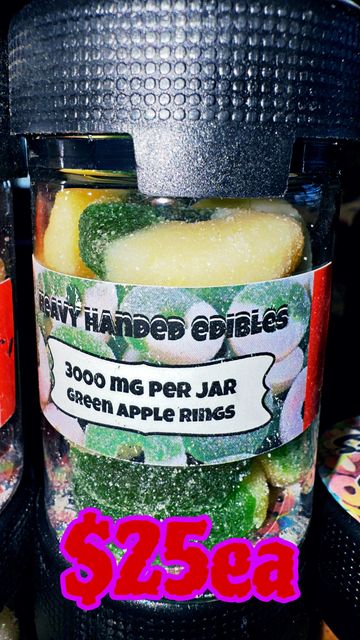 HEAVY HANDED EDIBLES
3000 MG PER JAR
GREEN APPLE RINGS
$25ea